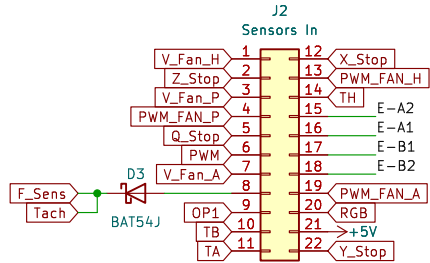 J2
Sensors In
V_Fan_H 1 12 X_Stop
Z_Stop 2 13 PWM_FAN_H
V_Fan_P 3 14 TH
PWM_FAN_P 4 15 E-A2
Q_Stop 5 16 E-A1
PWM 6 17 E-B1
V_Fan_A 7 18 E-B2
D3
F_Sens 8 19 PWM_FAN_A
Tach BAT54J OP1 9 20 RGB
TB 10 21 +5V
TA 11 22 Y_Stop